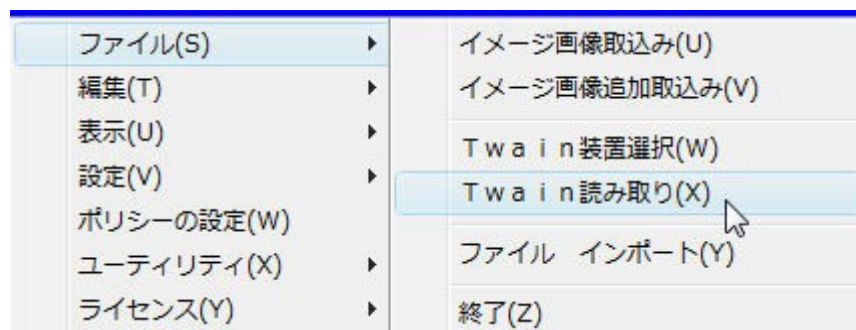 ファイル(S)
編集(T)
表示(U)
設定(V)
ポリシーの設定(W)
ユーティリティ(X)
ライセンス(Y)
イメージ画像取込み(U)
イメージ画像追加取込み(V)
Ｔｗａｉｎ装置選択(W)
Ｔｗａｉｎ読み取り(X)
ファイル　インポート(Y)
終了(Z)